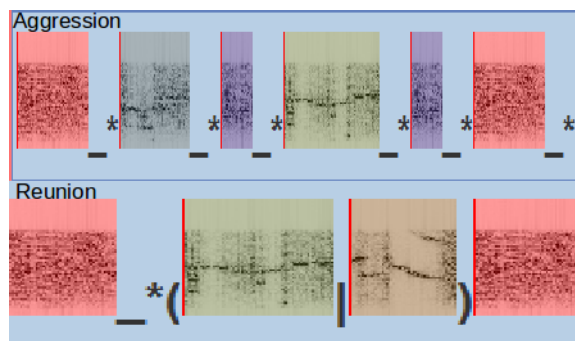 Aggression
_* _* _* _* _* _*
Reunion
_*( | )